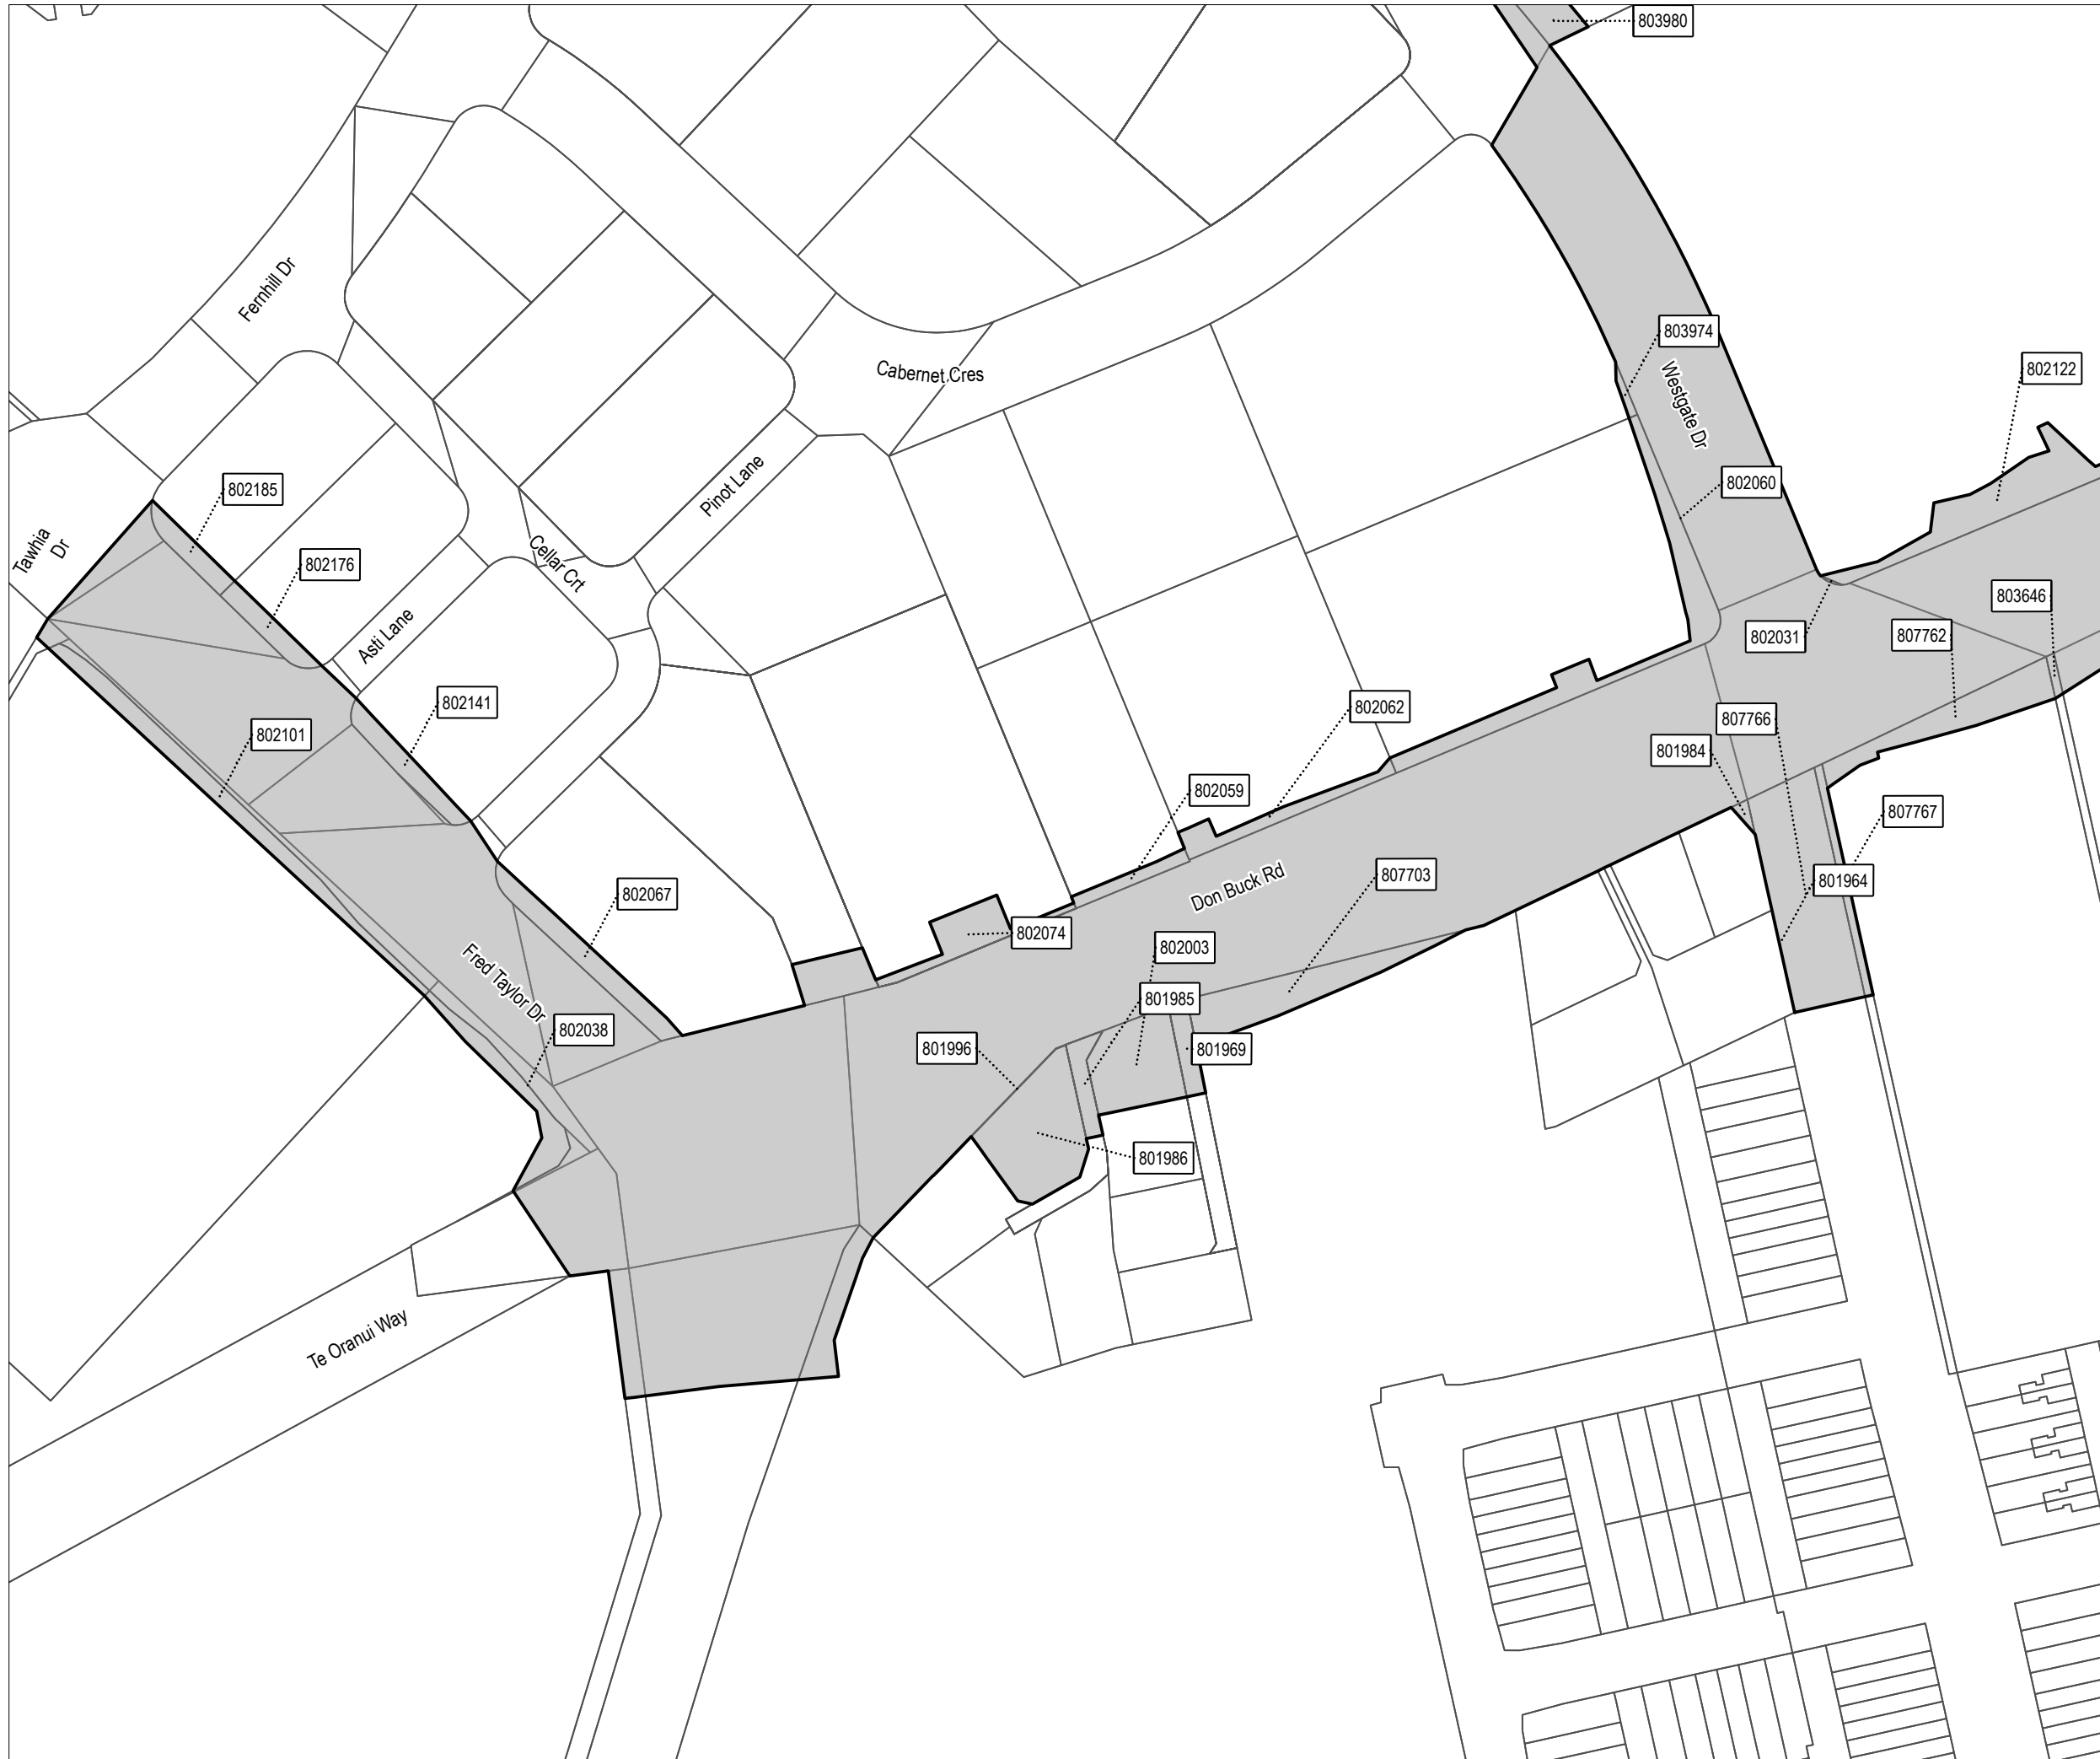 803980
Fernhill Dr
803974
Cabernet Cres
802122
Westgate Dr
802185
Pinot Lane
802060
Tawhia
Dr
802176
Cellar Crt
803646
Asti Lane
802031
807762
802141
802062
807766
802101
801984
802059
807767
Don Buck Rd
807703
801964
802067
802074
802003
Fred Taylor Dr
801985
802038
801996
801969
801986
Te Oranui Way